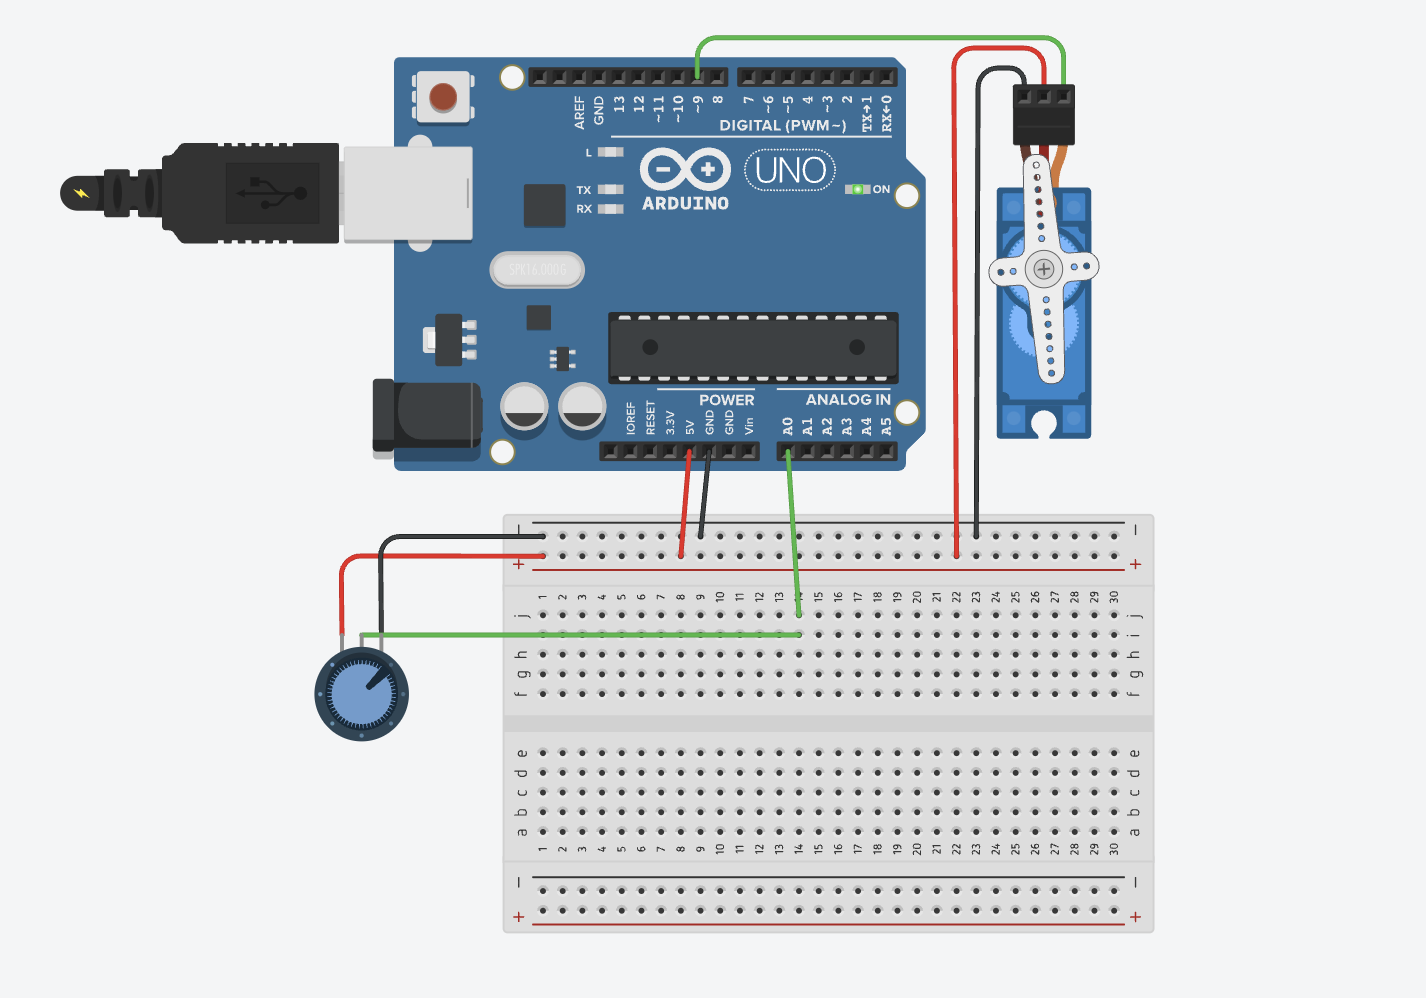 AREF GND 13 12 ~11 ~10 ~9 8 7 ~6 ~5 4 ~3 2 TX→1 RX←0
DIGITAL (PWM~)
L
TX
RX
UNO
ON
ARDUINO
SPK16.000G
POWER
ANALOG IN
IOREF RESET 3.3V 5V GND GND Vin A0 A1 A2 A3 A4 A5
− −
+ +
1 2 3 4 5 6 7 8 9 10 11 12 13 14 15 16 17 18 19 20 21 22 23 24 25 26 27 28 29 30
j j
i
h h
g g
f f
e e
d d
c c
b b
a a
1 2 3 4 5 6 7 8 9 10 11 12 13 14 15 16 17 18 19 20 21 22 23 24 25 26 27 28 29 30
− −
+ +